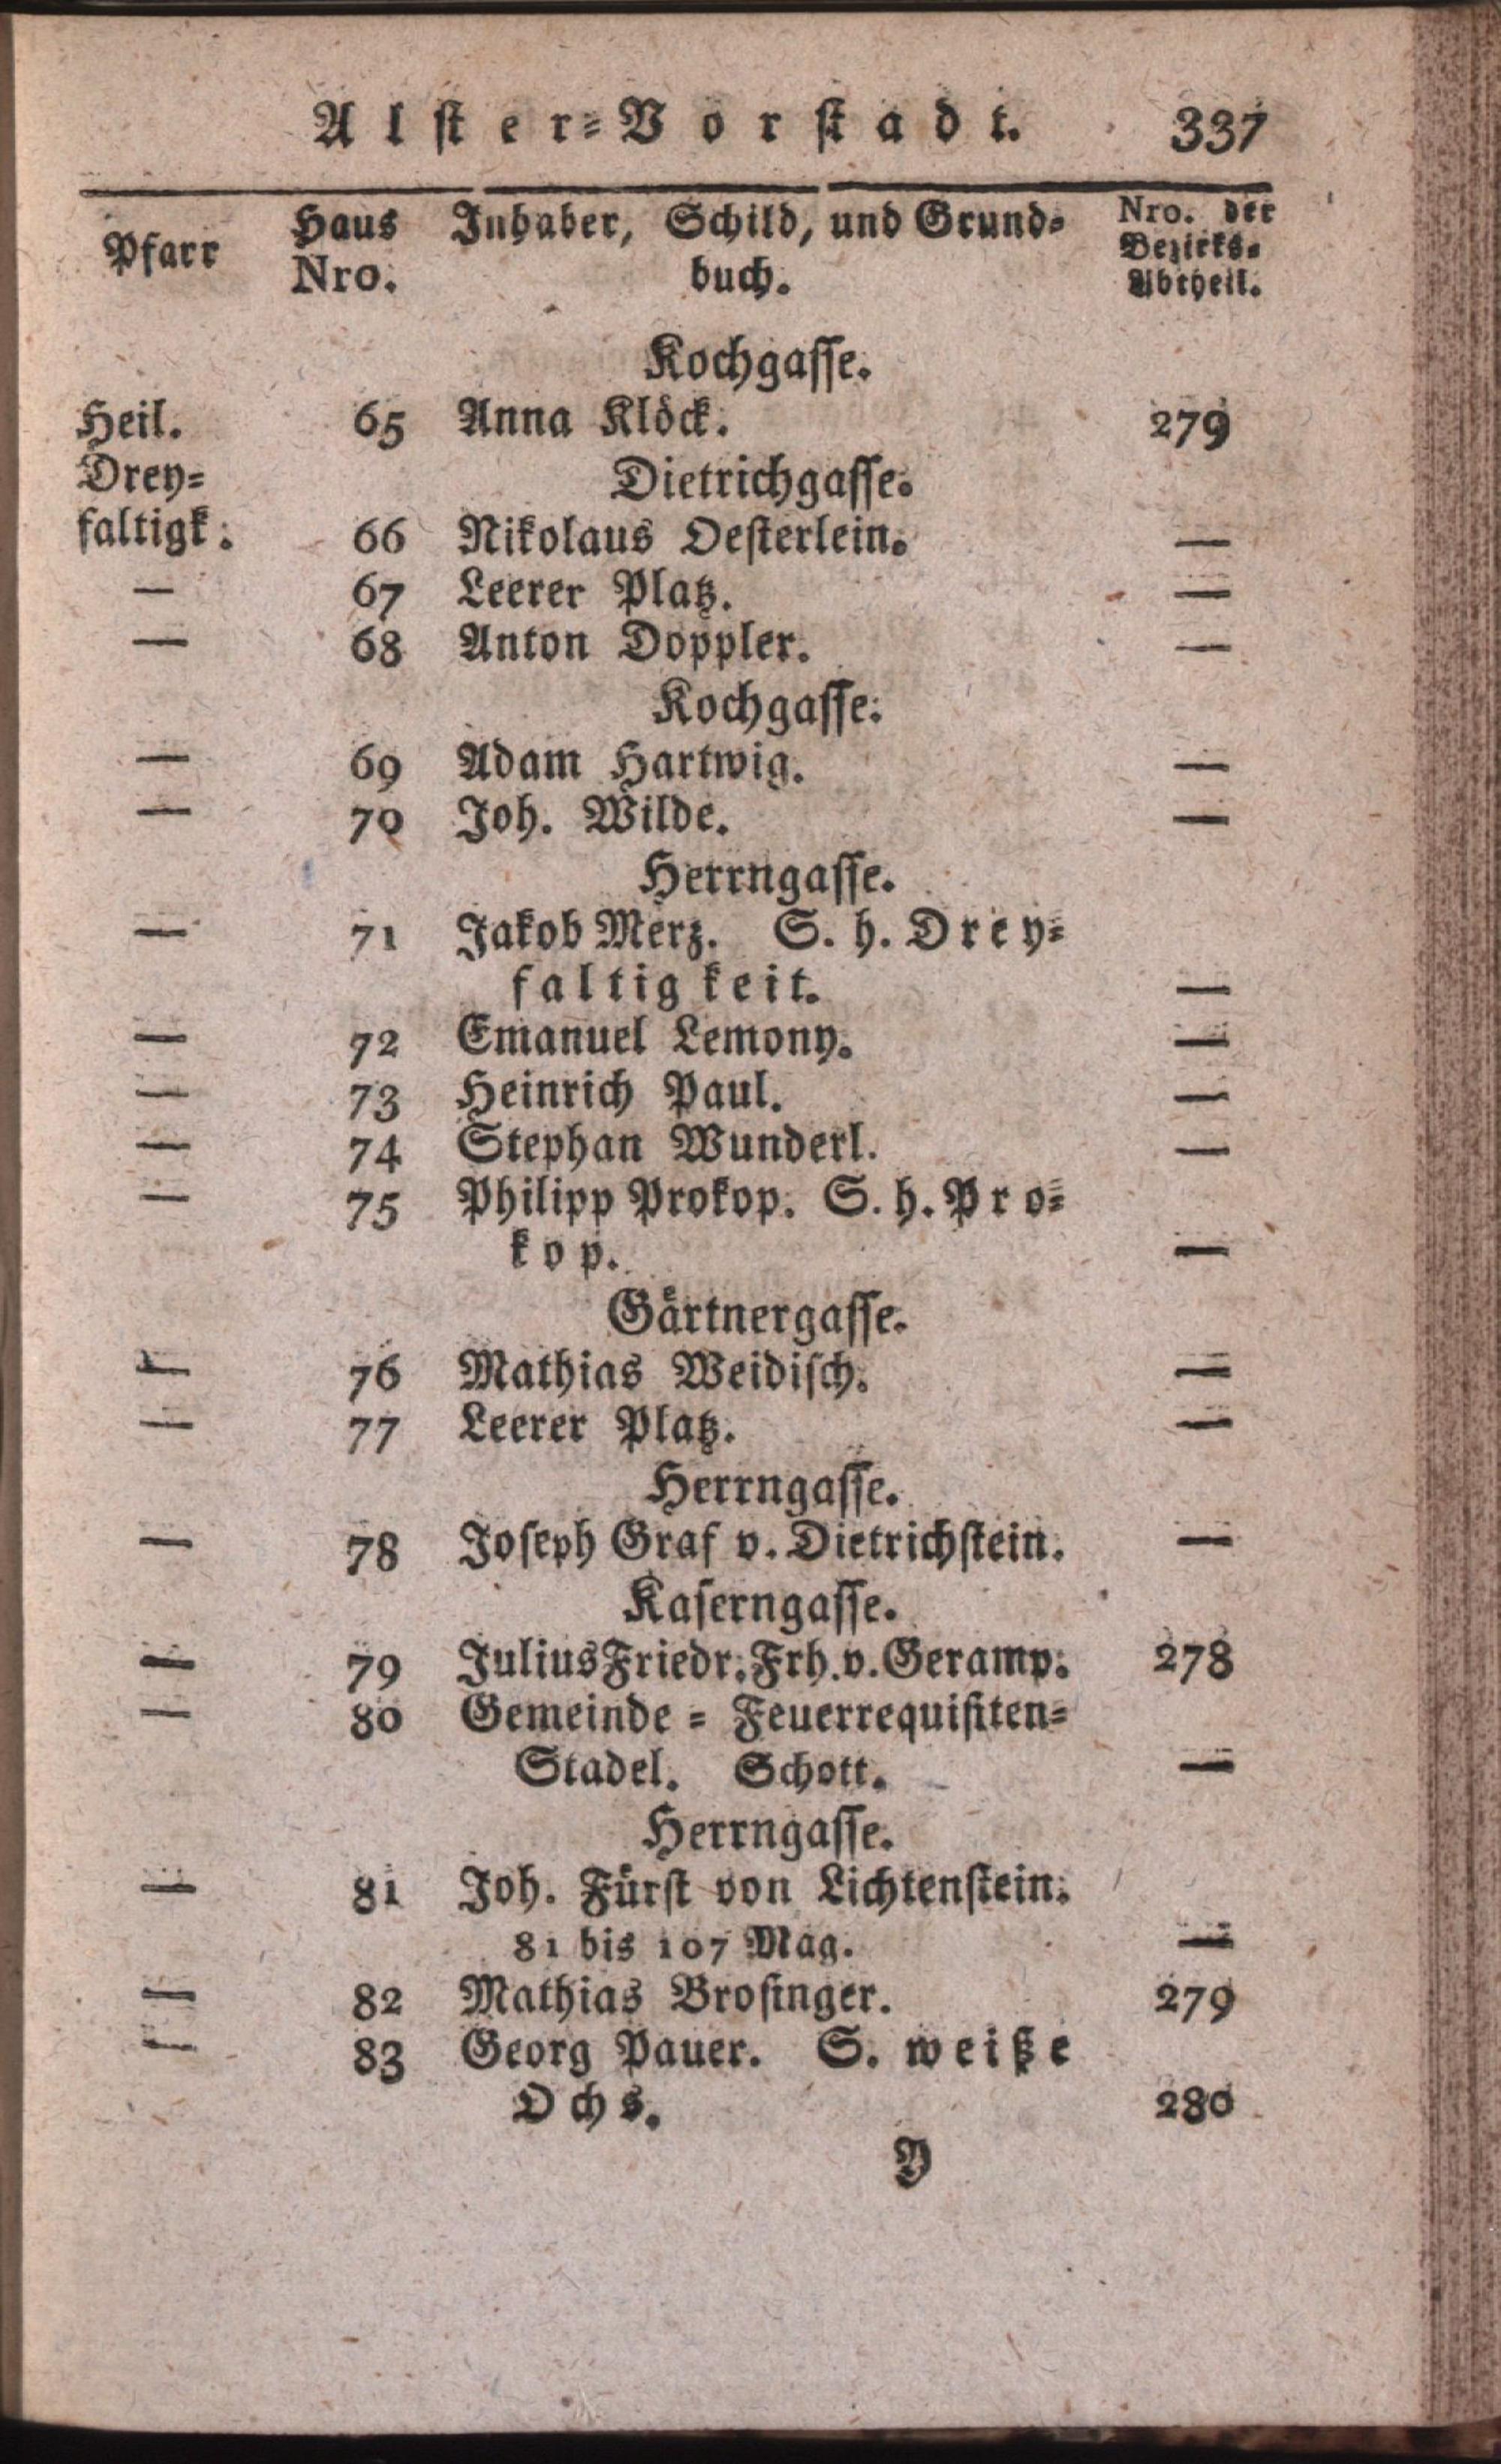 Alster-Vorstadt. 337
Pfarr Haus Nro. Inhaber, Schild, und Grund- Nro. der Bezirks-
buch. Abtheil.
Kochgasse.
Heil. 65 Anna Klöck. 279
Drey- Dietrichgasse.
faltigk. 66 Nikolaus Oesterlein. —
— 67 Leerer Platz. —
— 68 Anton Doppler. —
Kochgasse.
— 69 Adam Hartwig. —
— 70 Joh. Wilde. —
Herrngasse.
— 71 Jakob Merz. S. h. Drey-
faltigkeit. —
— 72 Emanuel Lemony. —
— 73 Heinrich Paul. —
— 74 Stephan Wunderl. —
— 75 Philipp Prokop. S. h. Pro-
kop. —
Gärtnergasse.
— 76 Mathias Weidisch. —
— 77 Leerer Platz. —
Herrngasse.
— 78 Joseph Graf v. Dietrichstein. —
Kaserngasse.
— 79 Julius Friedr. Frh. v. Geramp. 278
— 80 Gemeinde-Feuerrequisiten-
Stadel. Schott. —
Herrngasse.
— 81 Joh. Fürst von Lichtenstein.
81 bis 107 Mag. —
— 82 Mathias Brosinger. 279
— 83 Georg Pauer. S. weiße
Ochs. 280
Y